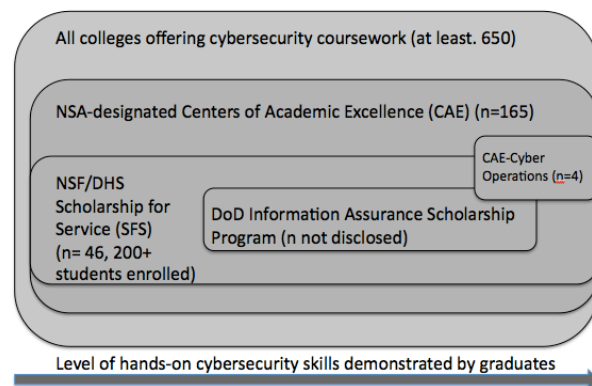 All colleges offering cybersecurity coursework (at least. 650)
NSA-designated Centers of Academic Excellence (CAE) (n=165)
CAE-Cyber
Operations (n=4)
NSF/DHS
Scholarship for
Service (SFS)
(n= 46, 200+
students enrolled)
DoD Information Assurance Scholarship
Program (n not disclosed)
Level of hands-on cybersecurity skills demonstrated by graduates